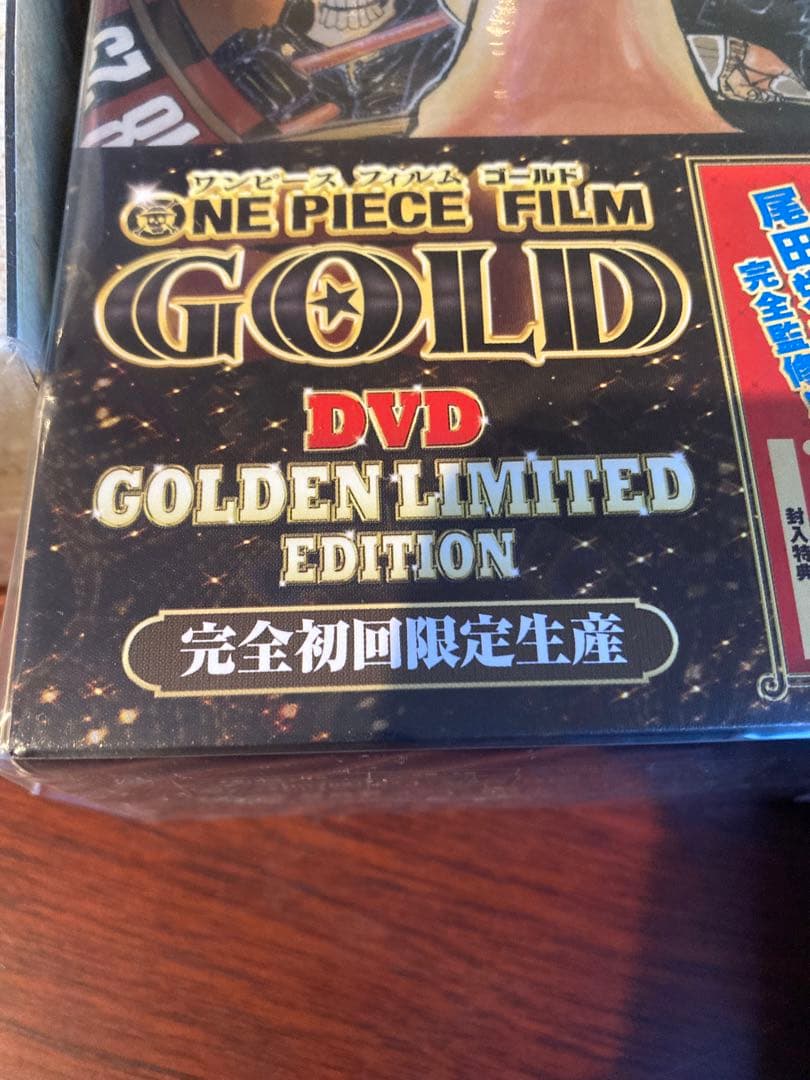 ワンピース フィルム ゴールド
ONE PIECE FILM
GOLD
DVD
GOLDEN LIMITED
EDITION
完全初回限定生産
尾田
完全監修
封入特典